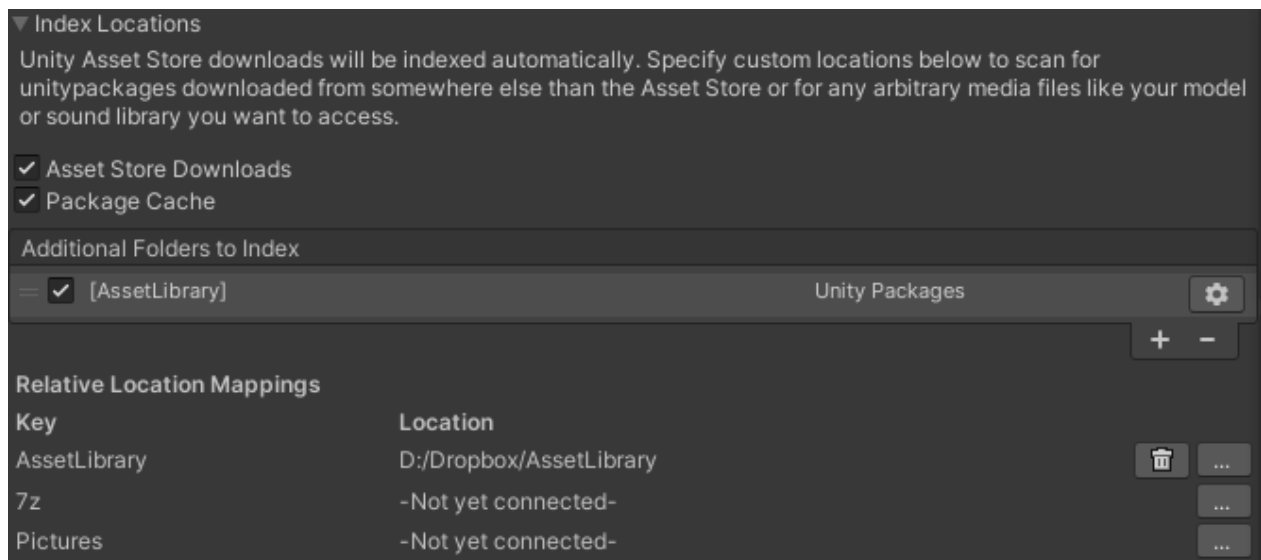 Index Locations
Unity Asset Store downloads will be indexed automatically. Specify custom locations below to scan for
unitypackages downloaded from somewhere else than the Asset Store or for any arbitrary media files like your model
or sound library you want to access.
Asset Store Downloads
Package Cache
Additional Folders to Index
[AssetLibrary] Unity Packages
+ -
Relative Location Mappings
Key Location
AssetLibrary D:/Dropbox/AssetLibrary ...
7z -Not yet connected- ...
Pictures -Not yet connected- ...